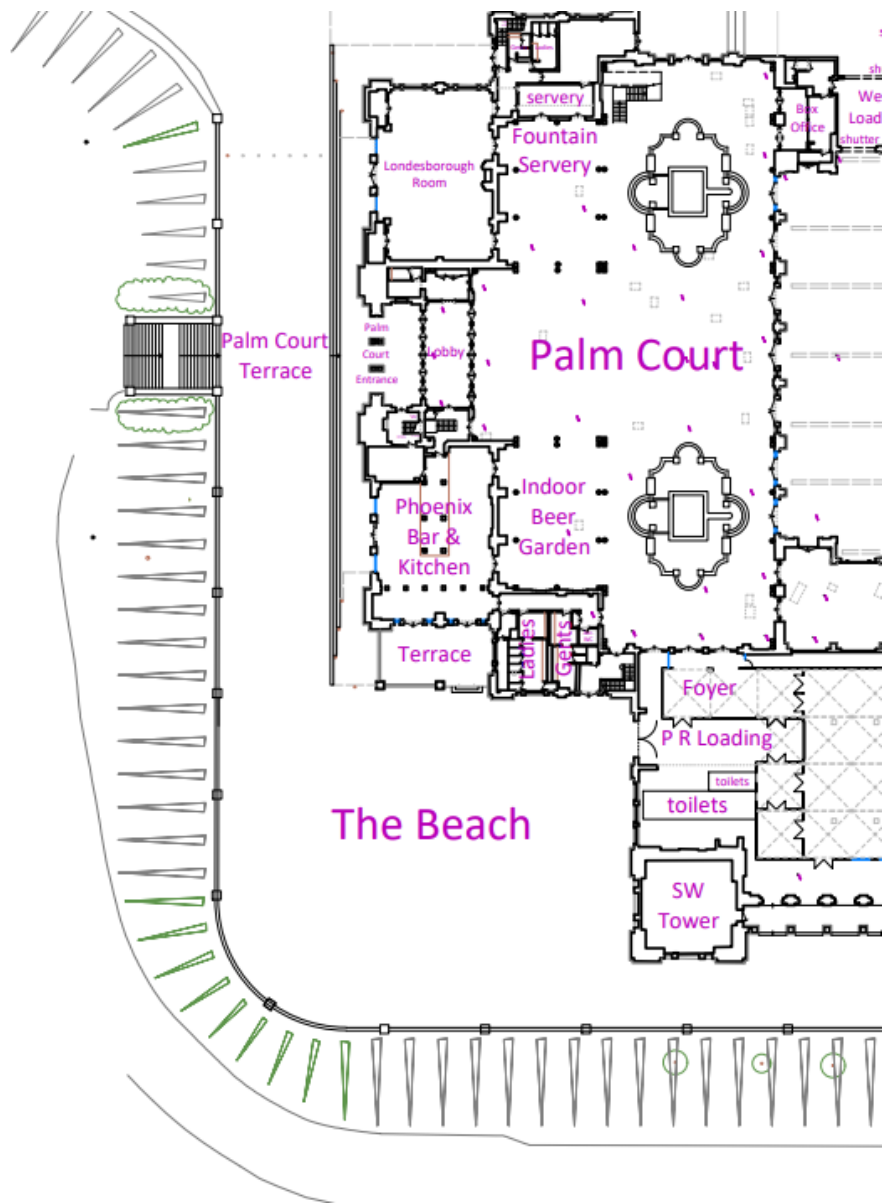 servery
Fountain
Servery
Box
Office
We
Loadi
shutter
Londesborough
Room
Palm Court
Terrace
Palm
Court
Entrance
Lobby
Palm Court
Phoenix
Bar &
Kitchen
Indoor
Beer
Garden
Terrace
Ladies
Gents
Foyer
P R Loading
toilets
toilets
The Beach
SW
Tower